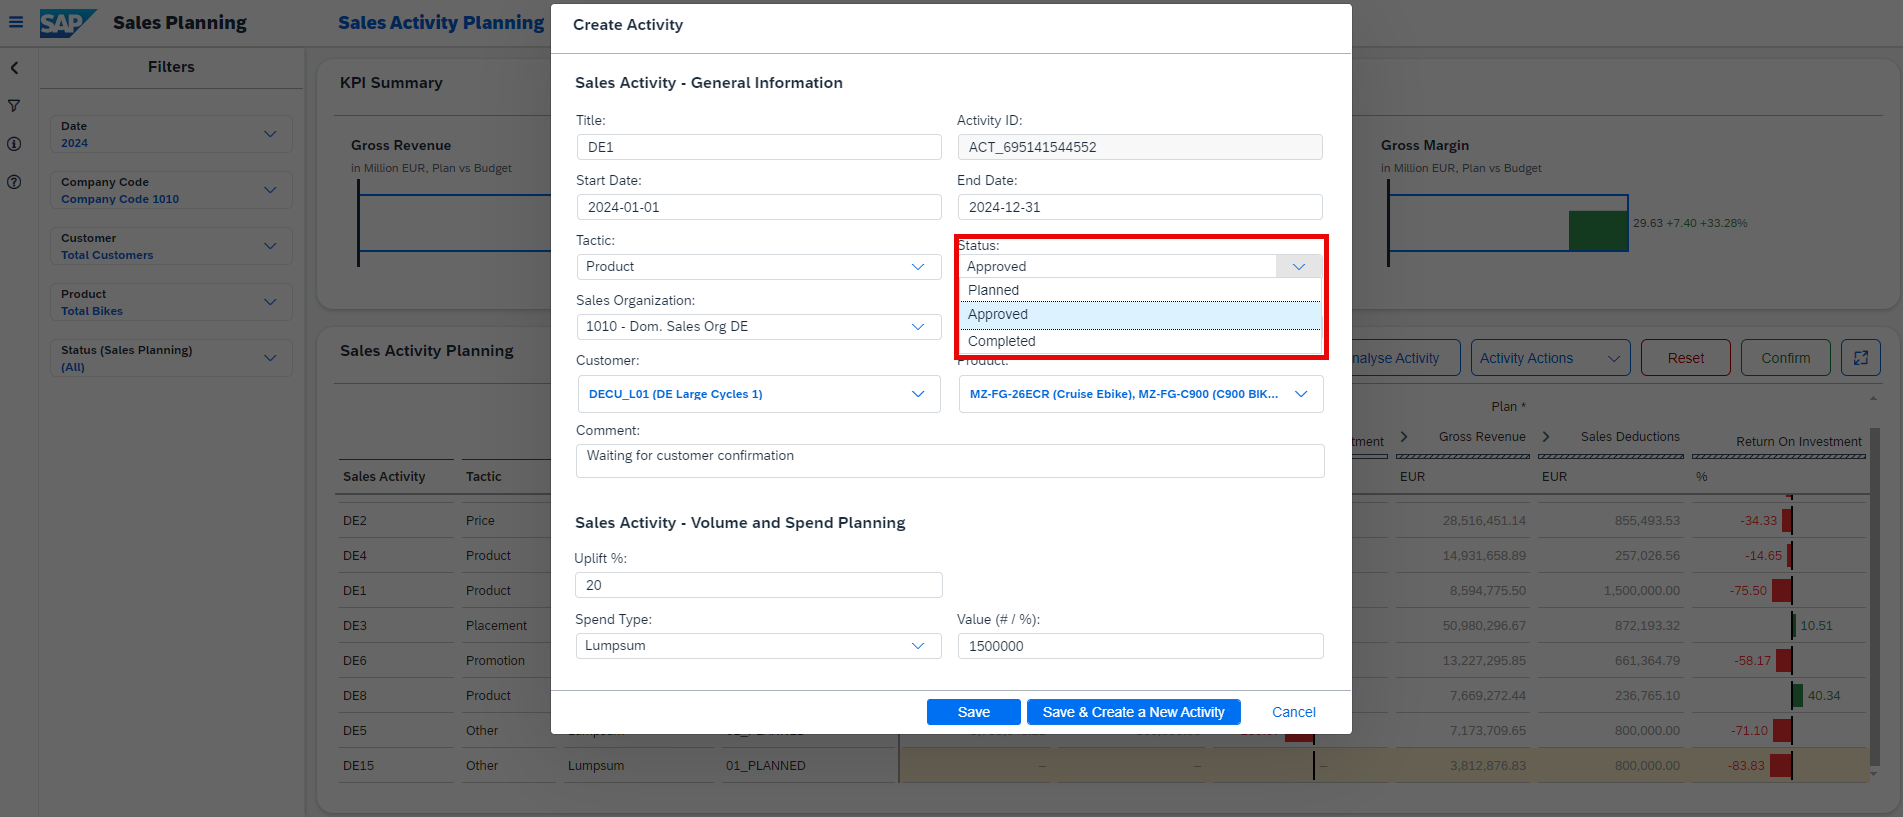 SAP Sales Planning
Sales Activity Planning
Filters
Date
2024
Company Code
Company Code 1010
Customer
Total Customers
Product
Total Bikes
Status (Sales Planning)
(All)
KPI Summary
Gross Revenue
in Million EUR, Plan vs Budget
Gross Margin
in Million EUR, Plan vs Budget
29.63 +7.40 +33.28%
Create Activity
Sales Activity - General Information
Title:
DE1
Activity ID:
ACT_695141544552
Start Date:
2024-01-01
End Date:
2024-12-31
Tactic:
Product
Status:
Approved
Planned
Approved
Completed
Sales Organization:
1010 - Dom. Sales Org DE
Customer:
DECU_L01 (DE Large Cycles 1)
Product:
MZ-FG-26ECR (Cruise Ebike), MZ-FG-C900 (C900 BIK...
Comment:
Waiting for customer confirmation
Sales Activity - Volume and Spend Planning
Uplift %:
20
Spend Type:
Lumpsum
Value (# / %):
1500000
Save
Save & Create a New Activity
Cancel
Sales Activity Planning
nalyse Activity
Activity Actions
Reset
Confirm
Plan *
tment
Gross Revenue
Sales Deductions
Return On Investment
Sales Activity Tactic EUR EUR %
DE2 Price 28,516,451.14 855,493.53 -34.33
DE4 Product 14,931,658.89 257,026.56 -14.65
DE1 Product 8,594,775.50 1,500,000.00 -75.50
DE3 Placement 50,980,296.67 872,193.32 10.51
DE6 Promotion 13,227,295.85 661,364.79 -58.17
DE8 Product 7,669,272.44 236,765.10 40.34
DE5 Other 7,173,709.65 800,000.00 -71.10
DE15 Other Lumpsum 01_PLANNED – – – 3,812,876.83 800,000.00 -83.83